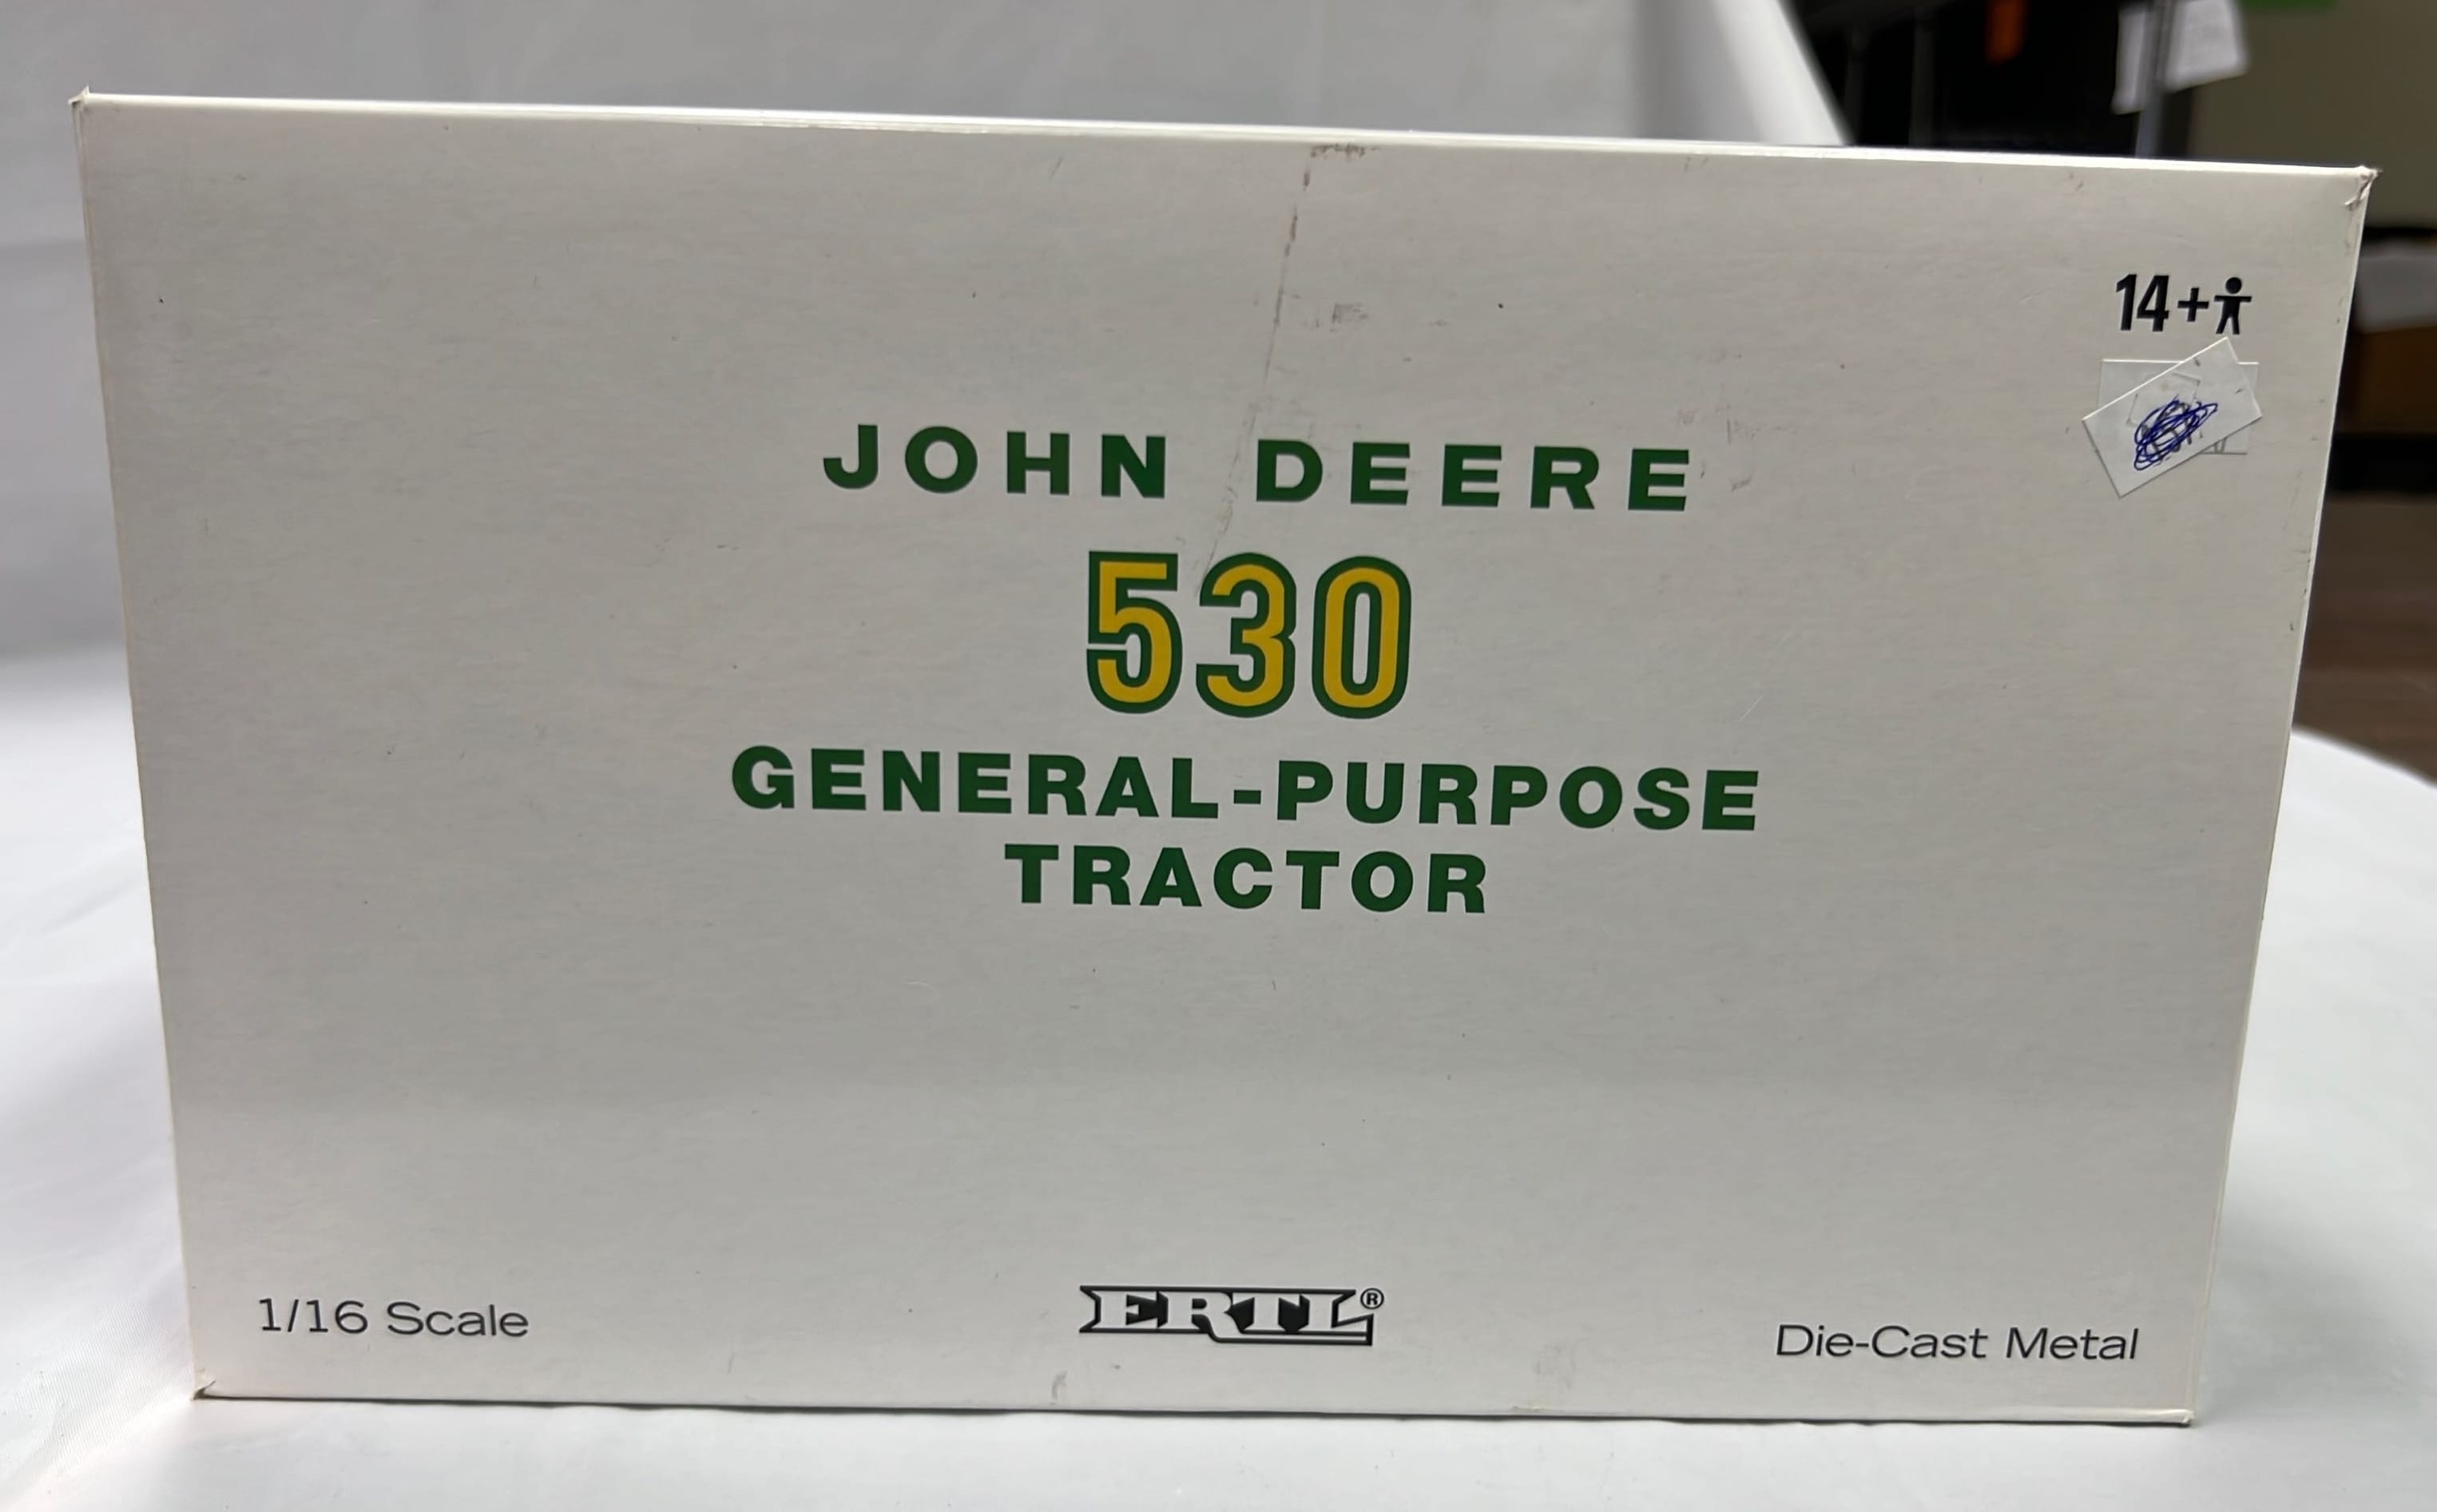 14+
JOHN DEERE
530
GENERAL-PURPOSE
TRACTOR
1/16 Scale
ERTL®
Die-Cast Metal